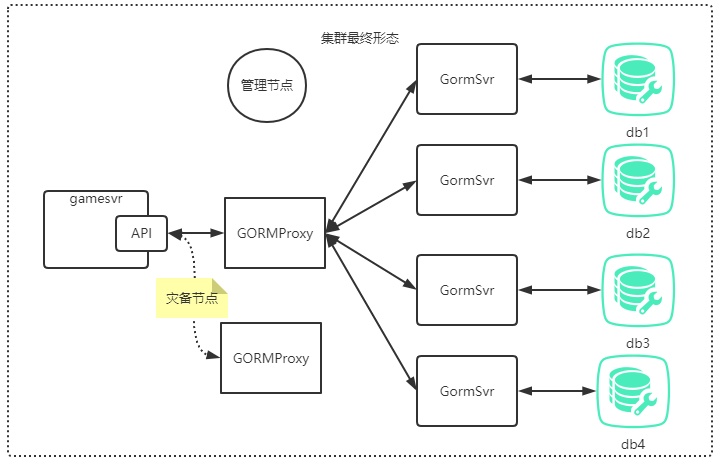 集群最终形态
管理节点
GormSvr
db1
GormSvr
db2
gamesvr
API
GORMProxy
灾备节点
GormSvr
db3
GORMProxy
GormSvr
db4